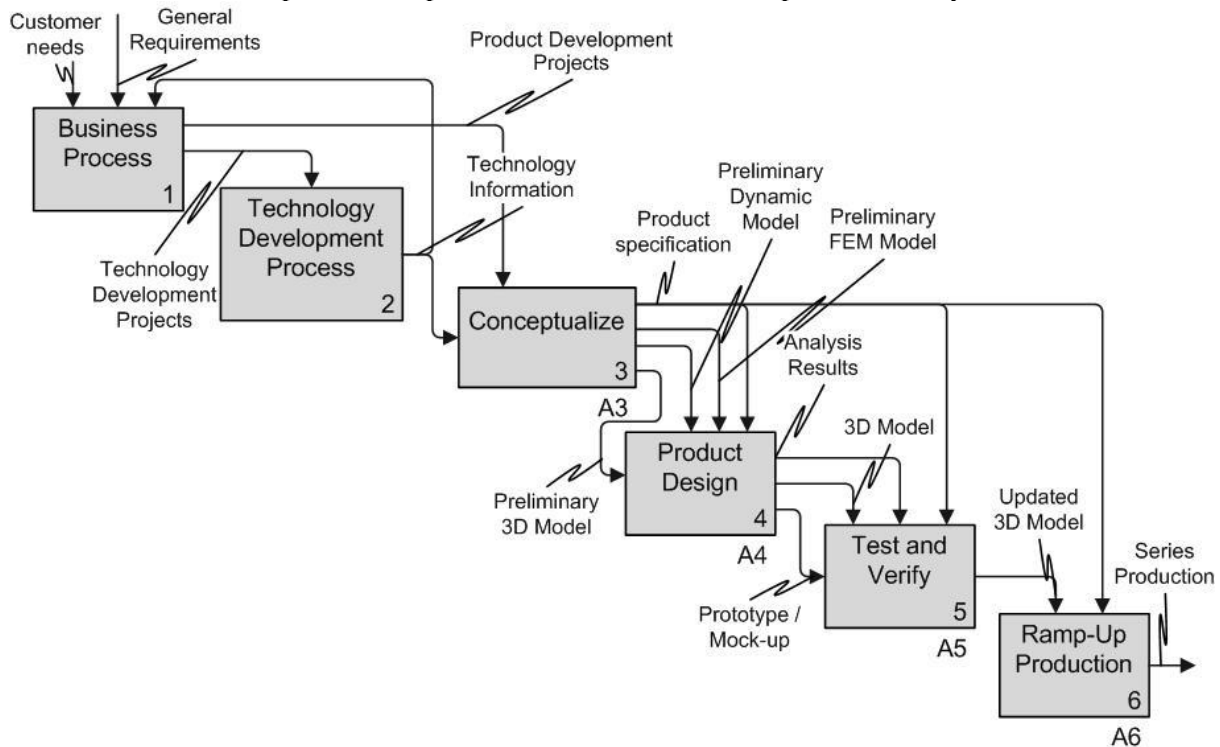 Customer
needs
General
Requirements
Product Development
Projects
Business
Process
1
Technology
Information
Technology
Development
Process
2
Technology
Development
Projects
Preliminary
Dynamic
Model
Preliminary
FEM Model
Product
specification
Conceptualize
3
A3
Analysis
Results
3D Model
Product
Design
4
A4
Preliminary
3D Model
Updated
3D Model
Series
Production
Test and
Verify
5
A5
Prototype /
Mock-up
Ramp-Up
Production
6
A6